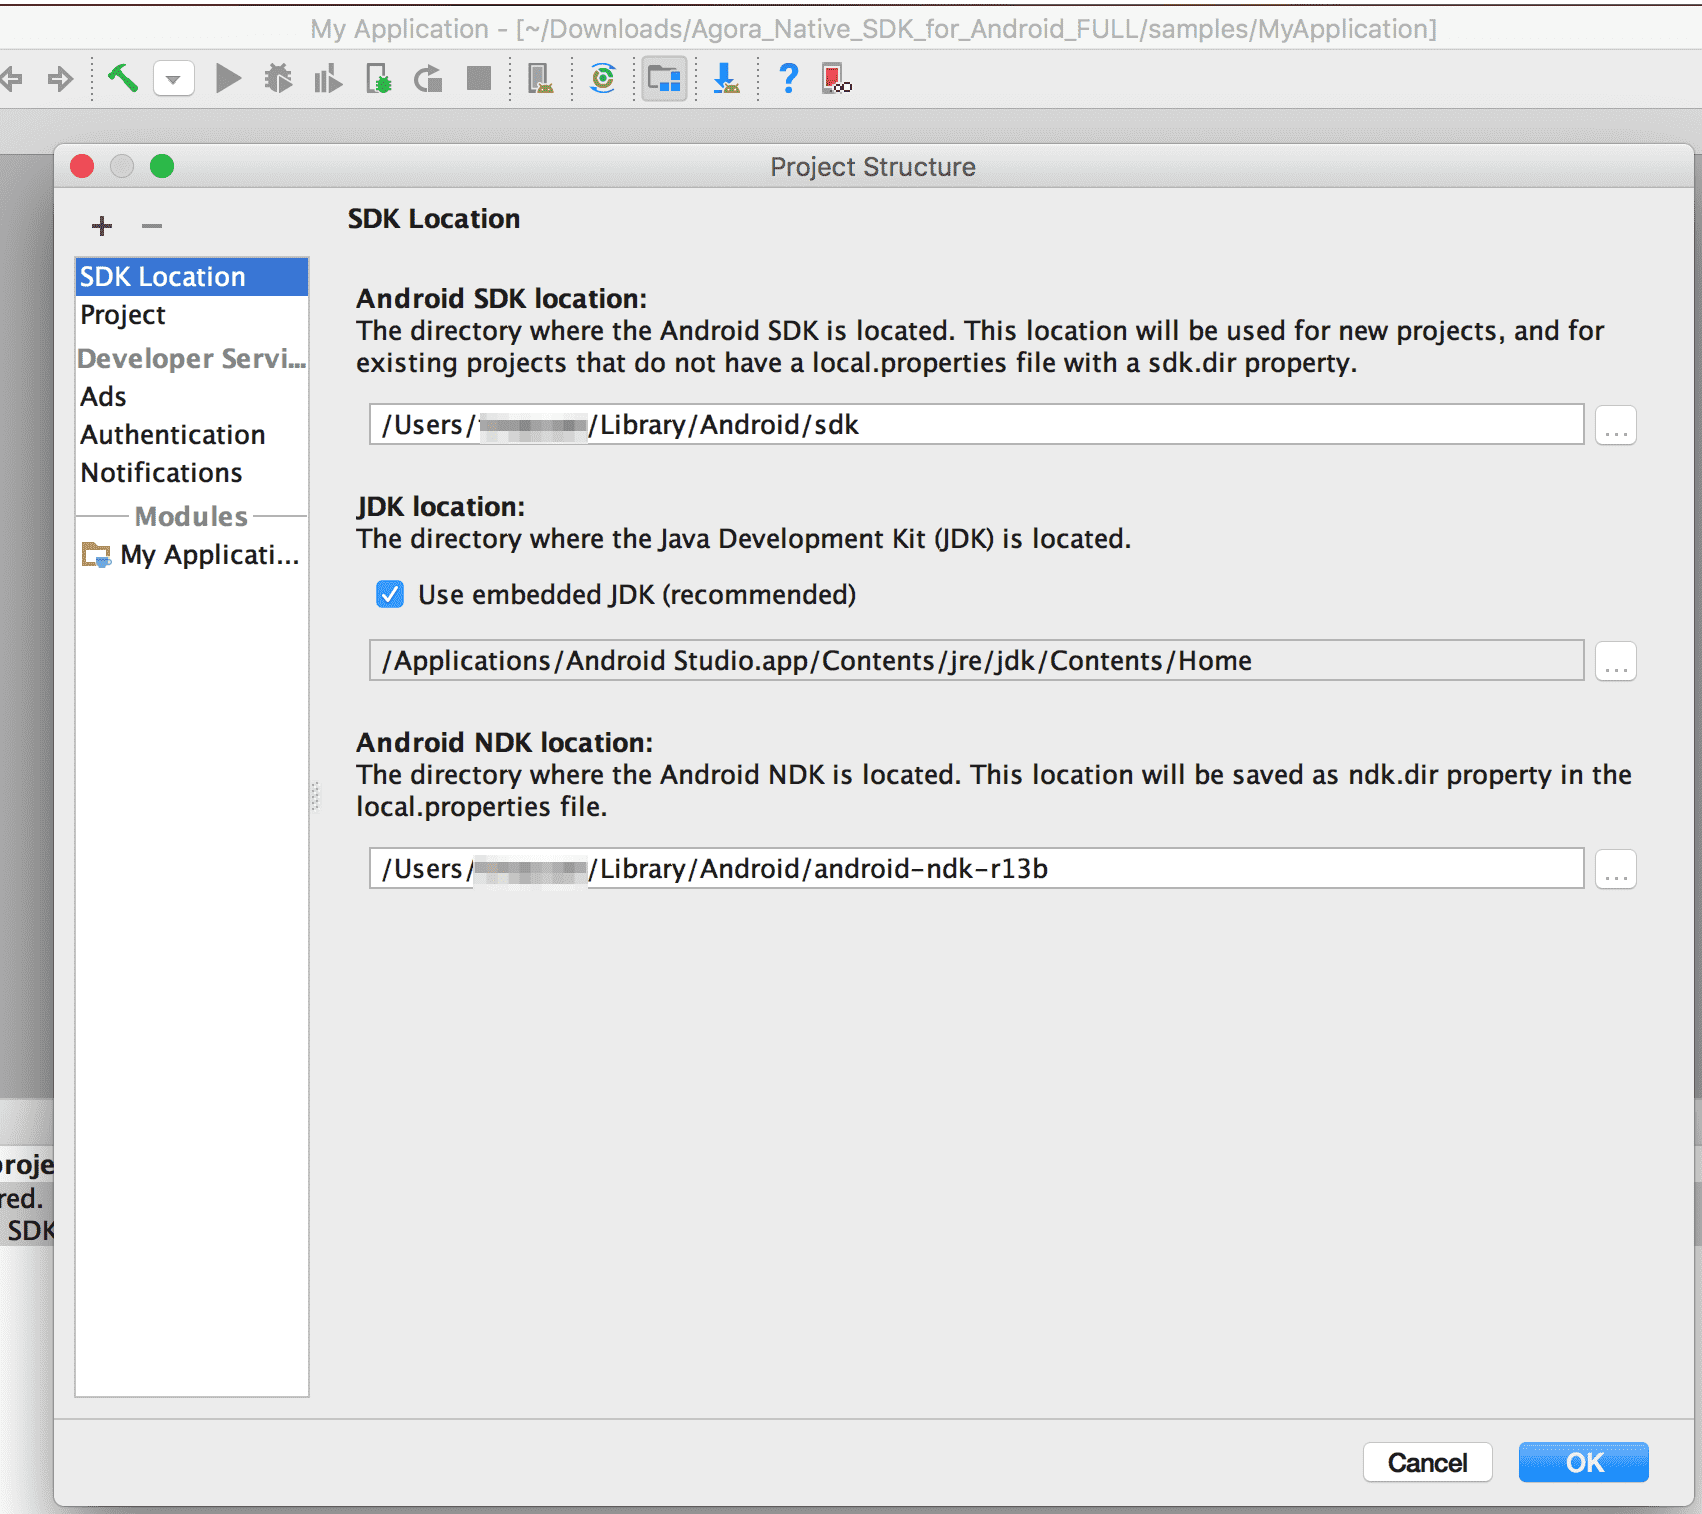 My Application - [~/Downloads/Agora_Native_SDK_for_Android_FULL/samples/MyApplication]
Project Structure
SDK Location
SDK Location
Project
Developer Servi...
Ads
Authentication
Notifications
Modules
My Applicati...
Android SDK location:
The directory where the Android SDK is located. This location will be used for new projects, and for
existing projects that do not have a local.properties file with a sdk.dir property.
/Users/ /Library/Android/sdk
...
JDK location:
The directory where the Java Development Kit (JDK) is located.
Use embedded JDK (recommended)
/Applications/Android Studio.app/Contents/jre/jdk/Contents/Home
...
Android NDK location:
The directory where the Android NDK is located. This location will be saved as ndk.dir property in the
local.properties file.
/Users/ /Library/Android/android-ndk-r13b
...
roje
red.
SDK
Cancel
OK